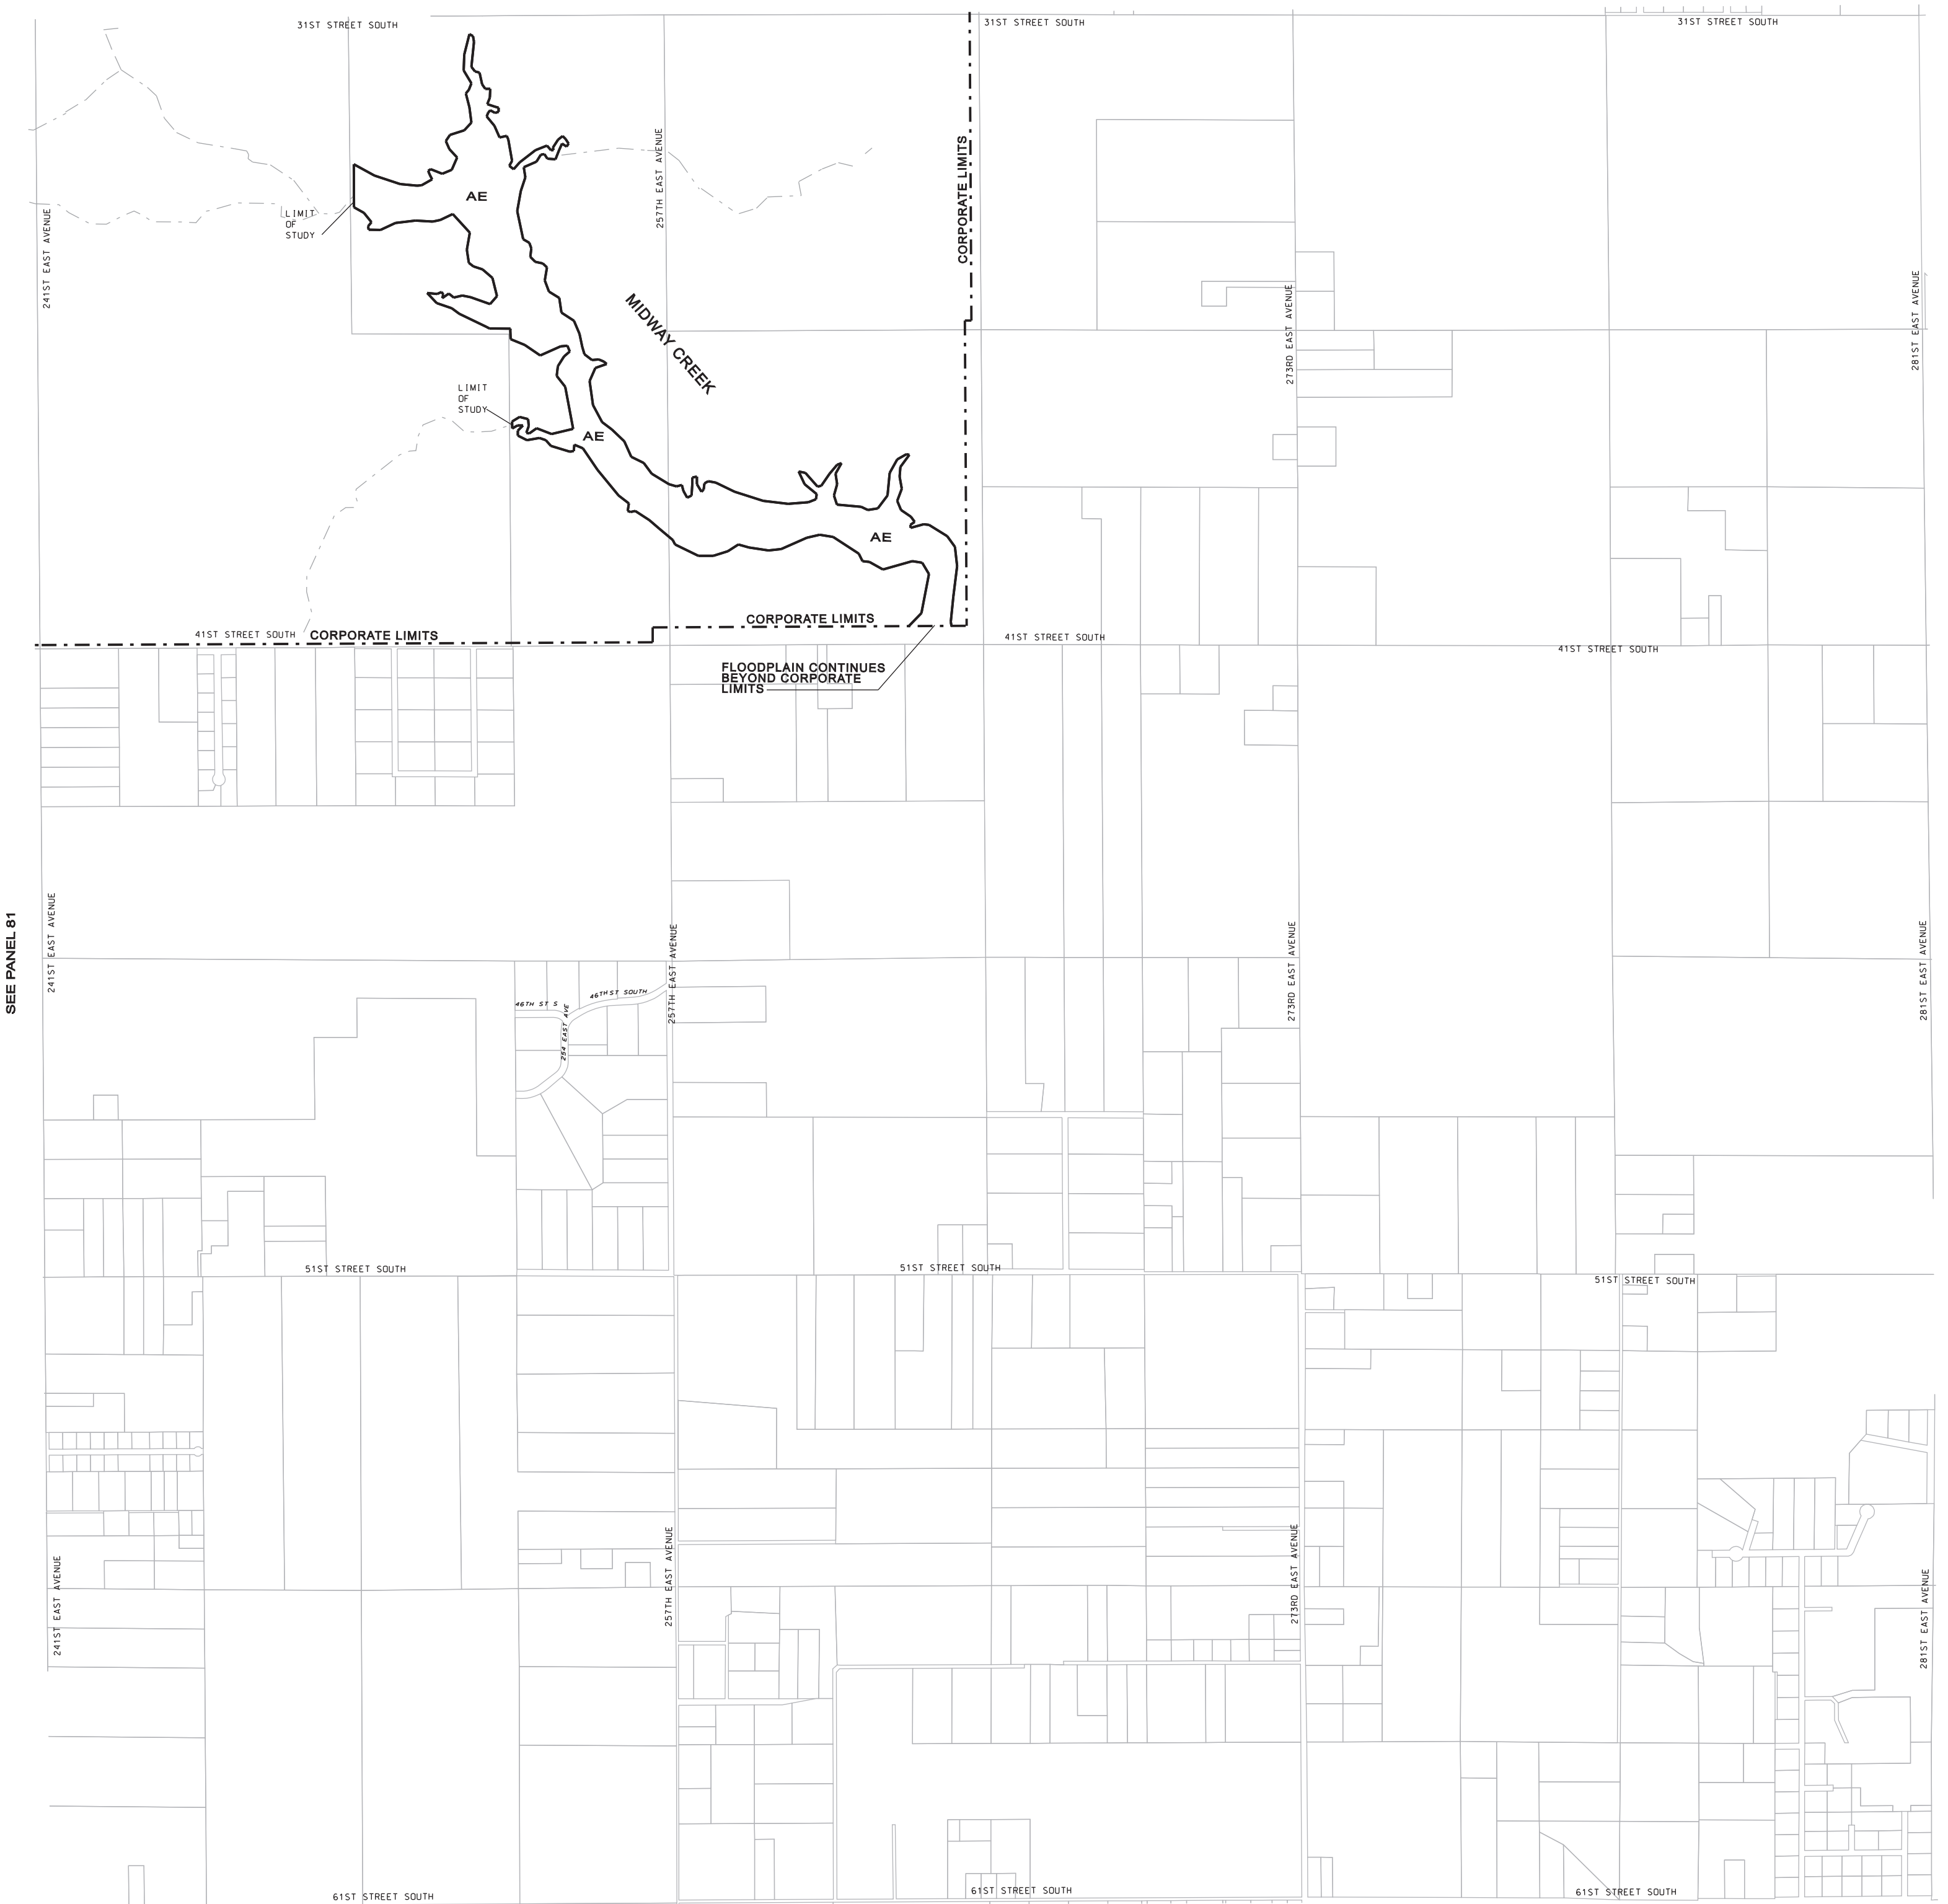 31ST STREET SOUTH
31ST STREET SOUTH
31ST STREET SOUTH
257TH EAST AVENUE
CORPORATE LIMITS
AE
LIMIT
OF
STUDY
241ST EAST AVENUE
MIDWAY CREEK
273RD EAST AVENUE
281ST EAST AVENUE
LIMIT
OF
STUDY
AE
AE
CORPORATE LIMITS
41ST STREET SOUTH
CORPORATE LIMITS
41ST STREET SOUTH
41ST STREET SOUTH
FLOODPLAIN CONTINUES
BEYOND CORPORATE
LIMITS
SEE PANEL 81
241ST EAST AVENUE
257TH EAST AVENUE
273RD EAST AVENUE
281ST EAST AVENUE
46TH ST S
46TH ST SOUTH
254 EAST AVE
51ST STREET SOUTH
51ST STREET SOUTH
51ST STREET SOUTH
241ST EAST AVENUE
257TH EAST AVENUE
273RD EAST AVENUE
281ST EAST AVENUE
61ST STREET SOUTH
61ST STREET SOUTH
61ST STREET SOUTH